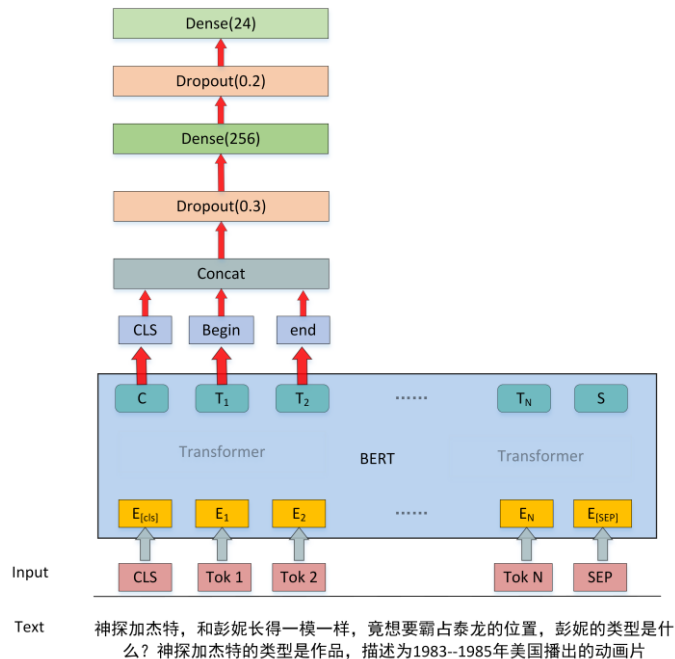 Dense(24)
Dropout(0.2)
Dense(256)
Dropout(0.3)
Concat
CLS Begin end
C T₁ T₂ ...... T_N S
Transformer BERT Transformer
E[cls] E₁ E₂ ...... E_N E[SEP]
Input CLS Tok 1 Tok 2 Tok N SEP
Text 神探加杰特，和彭妮长得一模一样，竟想要霸占泰龙的位置，彭妮的类型是什
么？神探加杰特的类型是作品，描述为1983--1985年美国播出的动画片